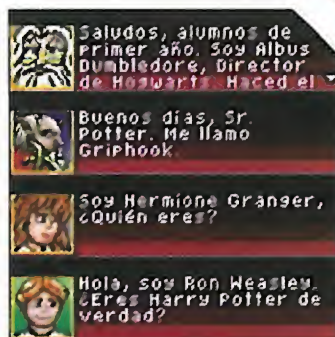 Saludos, alumnos de
primer año. Soy Albus
Dumbledore, Director
de Hogwarts. Haced el
Buenos días, Sr.
Potter. Me llamo
Griphook.
Soy Hermione Granger,
¿Quién eres?
Hola, soy Ron Weasley.
¿Eres Harry Potter de
verdad?